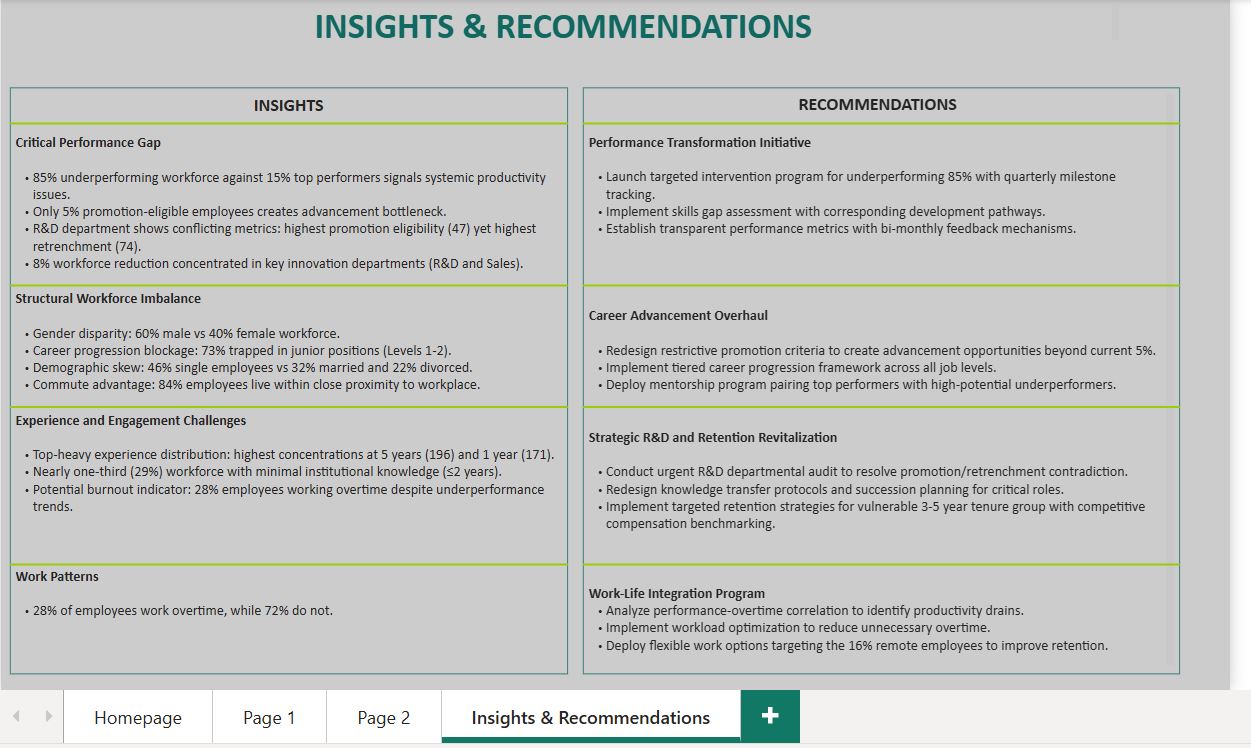 INSIGHTS & RECOMMENDATIONS
INSIGHTS
Critical Performance Gap
• 85% underperforming workforce against 15% top performers signals systemic productivity
issues.
• Only 5% promotion-eligible employees creates advancement bottleneck.
• R&D department shows conflicting metrics: highest promotion eligibility (47) yet highest
retrenchment (74).
• 8% workforce reduction concentrated in key innovation departments (R&D and Sales).
Structural Workforce Imbalance
• Gender disparity: 60% male vs 40% female workforce.
• Career progression blockage: 73% trapped in junior positions (Levels 1-2).
• Demographic skew: 46% single employees vs 32% married and 22% divorced.
• Commute advantage: 84% employees live within close proximity to workplace.
Experience and Engagement Challenges
• Top-heavy experience distribution: highest concentrations at 5 years (196) and 1 year (171).
• Nearly one-third (29%) workforce with minimal institutional knowledge (≤2 years).
• Potential burnout indicator: 28% employees working overtime despite underperformance
trends.
Work Patterns
• 28% of employees work overtime, while 72% do not.
RECOMMENDATIONS
Performance Transformation Initiative
• Launch targeted intervention program for underperforming 85% with quarterly milestone
tracking.
• Implement skills gap assessment with corresponding development pathways.
• Establish transparent performance metrics with bi-monthly feedback mechanisms.
Career Advancement Overhaul
• Redesign restrictive promotion criteria to create advancement opportunities beyond current 5%.
• Implement tiered career progression framework across all job levels.
• Deploy mentorship program pairing top performers with high-potential underperformers.
Strategic R&D and Retention Revitalization
• Conduct urgent R&D departmental audit to resolve promotion/retrenchment contradiction.
• Redesign knowledge transfer protocols and succession planning for critical roles.
• Implement targeted retention strategies for vulnerable 3-5 year tenure group with competitive
compensation benchmarking.
Work-Life Integration Program
• Analyze performance-overtime correlation to identify productivity drains.
• Implement workload optimization to reduce unnecessary overtime.
• Deploy flexible work options targeting the 16% remote employees to improve retention.
Homepage
Page 1
Page 2
Insights & Recommendations
+